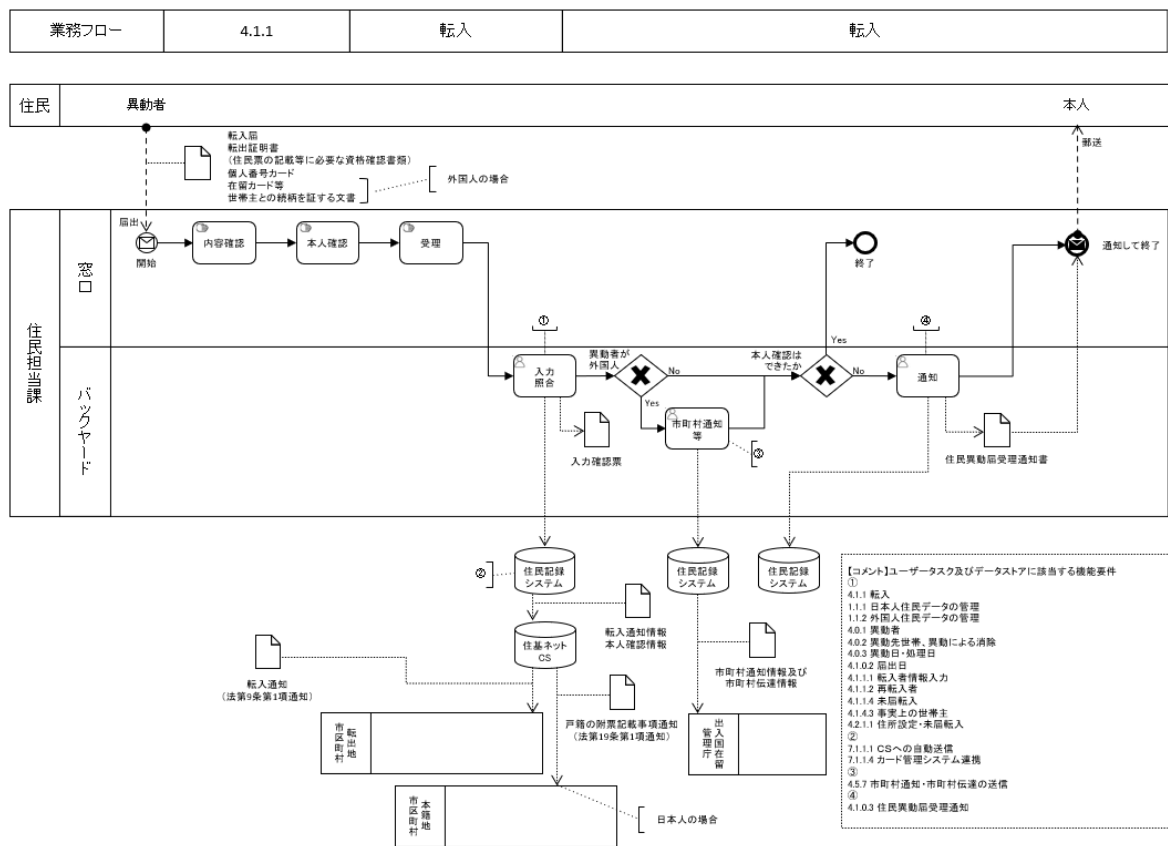 業務フロー
4.1.1
転入
転入
住民
異動者
本人
転入届
転出証明書
(住民票の記載等に必要な資格確認書類)
個人番号カード
在留カード等
世帯主との続柄を証する文書
外国人の場合
郵送
住民担当課
窓口
届出
開始
内容確認
本人確認
受理
終了
通知して終了
①
④
Yes
バックヤード
入力
照合
異動者が
外国人
No
Yes
本人確認は
できたか
No
通知
市町村通知
等
③
入力確認票
住民異動届受理通知書
②
住民記録
システム
住民記録
システム
住民記録
システム
転入通知情報
本人確認情報
住基ネット
CS
市町村通知情報及び
市町村伝達情報
転入通知
(法第9条第1項通知)
戸籍の附票記載事項通知
(法第19条第1項通知)
転出地
市区町村
出入国在留
管理庁
本籍地
市区町村
日本人の場合
【コメント】ユーザータスク及びデータストアに該当する機能要件
①
4.1.1 転入
1.1.1 日本人住民データの管理
1.1.2 外国人住民データの管理
4.0.1 異動者
4.0.2 異動先世帯、異動による消除
4.0.3 異動日・処理日
4.1.0.2 届出日
4.1.1.1 転入者情報入力
4.1.1.2 再転入者
4.1.1.4 未届転入
4.1.4.3 事実上の世帯主
4.2.1.1 住所設定・未届転入
②
7.1.1.1 CSへの自動送信
7.1.1.4 カード管理システム連携
③
4.5.7 市町村通知・市町村伝達の送信
④
4.1.0.3 住民異動届受理通知